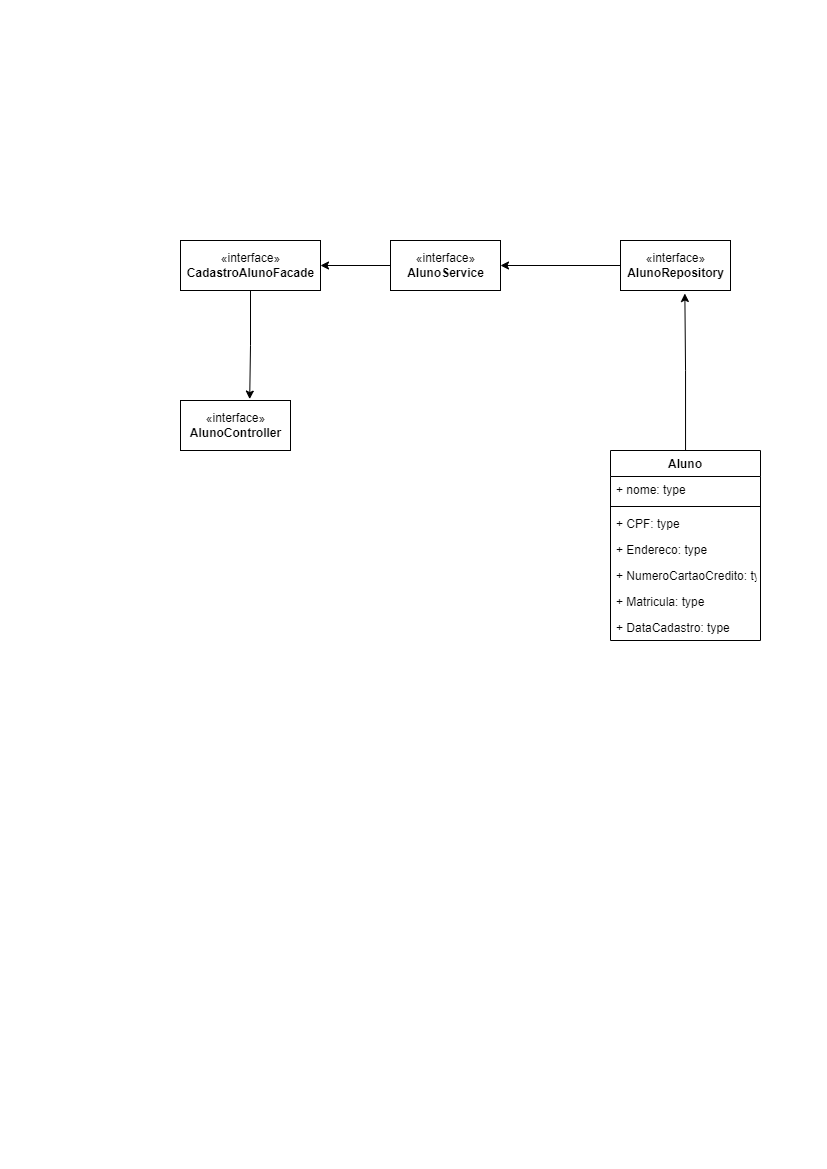 «interface»
CadastroAlunoFacade
«interface»
AlunoService
«interface»
AlunoRepository
«interface»
AlunoController
Aluno
+ nome: type
+ CPF: type
+ Endereco: type
+ NumeroCartaoCredito: ty
+ Matricula: type
+ DataCadastro: type